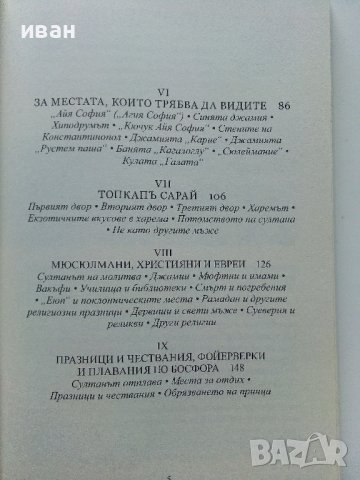 иван
VI
ЗА МЕСТАТА, КОИТО ТРЯБВА ДА ВИДИТЕ 86
„Айя София“ („Агия София“) • Синята джамия •
Хиподрумът • „Кючук Айя София“ • Стените на
Константинопол • Джамията „Карие“ • Джамията
„Рустем паша“ • Банята „Кагалоглу“ • „Сюлеймание“ •
Кулата „Галата“
VII
ТОПКАПЪ САРАЙ 106
Първият двор • Вторият двор • Третият двор • Харемът •
Екзотичните вкусове в харема • Потомството на султана •
Не като другите мъже
VIII
МЮСЮЛМАНИ, ХРИСТИЯНИ И ЕВРЕИ 126
Султанът на молитва • Джамии • Мюфтии и имами •
Вакъфи • Училища и библиотеки • Смърт и погребения
• „Еюп“ и поклонническите места • Рамадан и другите
религиозни празници • Дервиши и свети мъже • Суеверия и
реликви • Други религии
IX
ПРАЗНИЦИ И ЧЕСТВАНИЯ, ФОЙЕРВЕРКИ
И ПЛАВАНИЯ ПО БОСФОРА 148
Султанът отплава • Места за отдих •
Празници и чествания • Обрязването на принца
5
BAZAR
bg